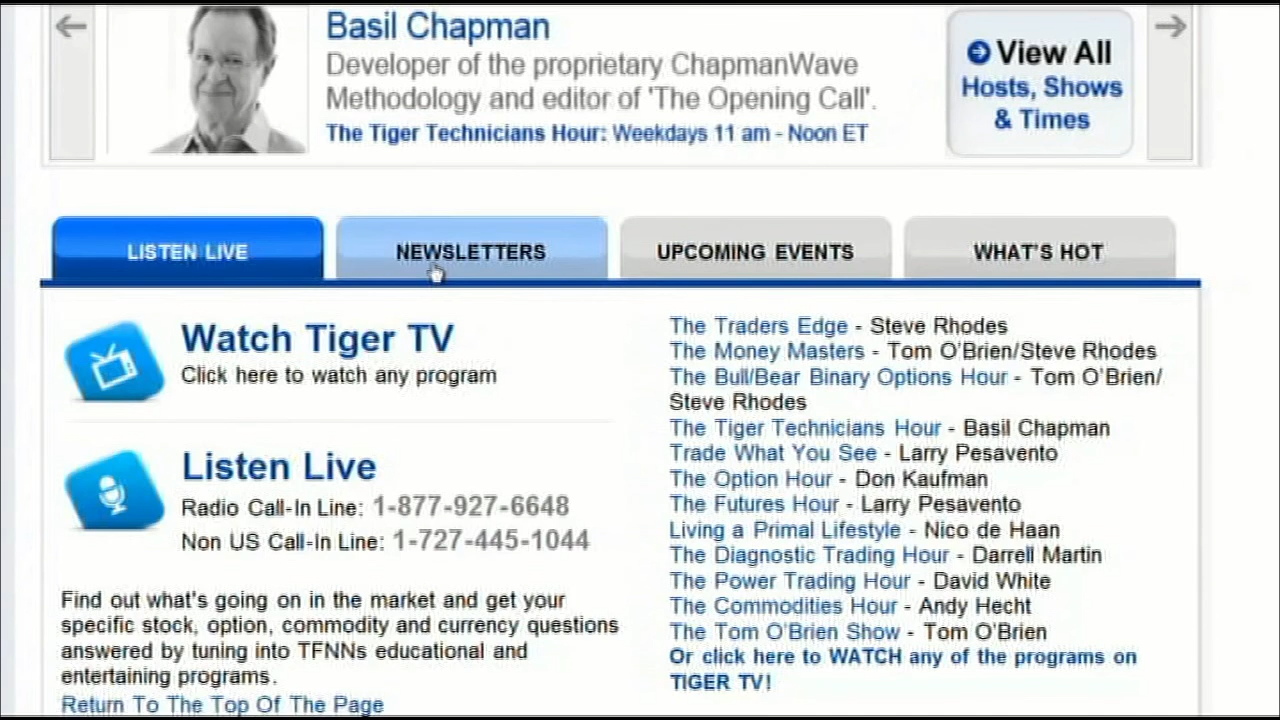 Basil Chapman
Developer of the proprietary ChapmanWave
Methodology and editor of 'The Opening Call'.
The Tiger Technicians Hour: Weekdays 11 am - Noon ET
View All
Hosts, Shows
& Times
LISTEN LIVE
NEWSLETTERS
UPCOMING EVENTS
WHAT'S HOT
Watch Tiger TV
Click here to watch any program
Listen Live
Radio Call-In Line: 1-877-927-6648
Non US Call-In Line: 1-727-445-1044
Find out what's going on in the market and get your
specific stock, option, commodity and currency questions
answered by tuning into TFNNs educational and
entertaining programs.
Return To The Top Of The Page
The Traders Edge - Steve Rhodes
The Money Masters - Tom O'Brien/Steve Rhodes
The Bull/Bear Binary Options Hour - Tom O'Brien/
Steve Rhodes
The Tiger Technicians Hour - Basil Chapman
Trade What You See - Larry Pesavento
The Option Hour - Don Kaufman
The Futures Hour - Larry Pesavento
Living a Primal Lifestyle - Nico de Haan
The Diagnostic Trading Hour - Darrell Martin
The Power Trading Hour - David White
The Commodities Hour - Andy Hecht
The Tom O'Brien Show - Tom O'Brien
Or click here to WATCH any of the programs on
TIGER TV!